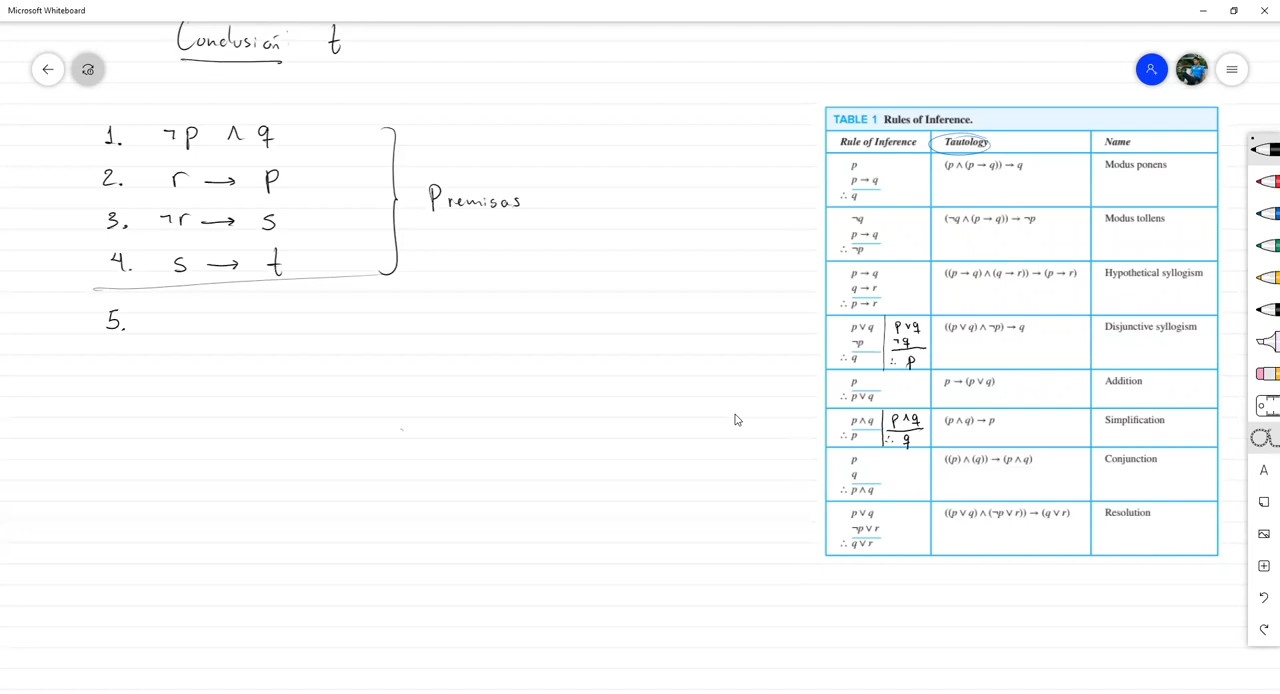 Microsoft Whiteboard
Conclusión: t
1. ¬p ∧ q
2. r → p
3. ¬r → s
4. s → t
Premisas
5.
TABLE 1 Rules of Inference.
Rule of Inference Tautology Name
p
p → q
∴ q
(p ∧ (p → q)) → q
Modus ponens
¬q
p → q
∴ ¬p
(¬q ∧ (p → q)) → ¬p
Modus tollens
p → q
q → r
∴ p → r
((p → q) ∧ (q → r)) → (p → r)
Hypothetical syllogism
p ∨ q
¬p
∴ q
p ∨ q
¬q
∴ p
((p ∨ q) ∧ ¬p) → q
Disjunctive syllogism
p
∴ p ∨ q
p → (p ∨ q)
Addition
p ∧ q
∴ p
p ∧ q
∴ q
(p ∧ q) → p
Simplification
p
q
∴ p ∧ q
((p) ∧ (q)) → (p ∧ q)
Conjunction
p ∨ q
¬p ∨ r
∴ q ∨ r
((p ∨ q) ∧ (¬p ∨ r)) → (q ∨ r)
Resolution
A